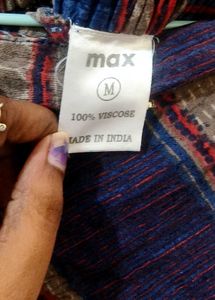 max
M
100% VISCOSE
MADE IN INDIA